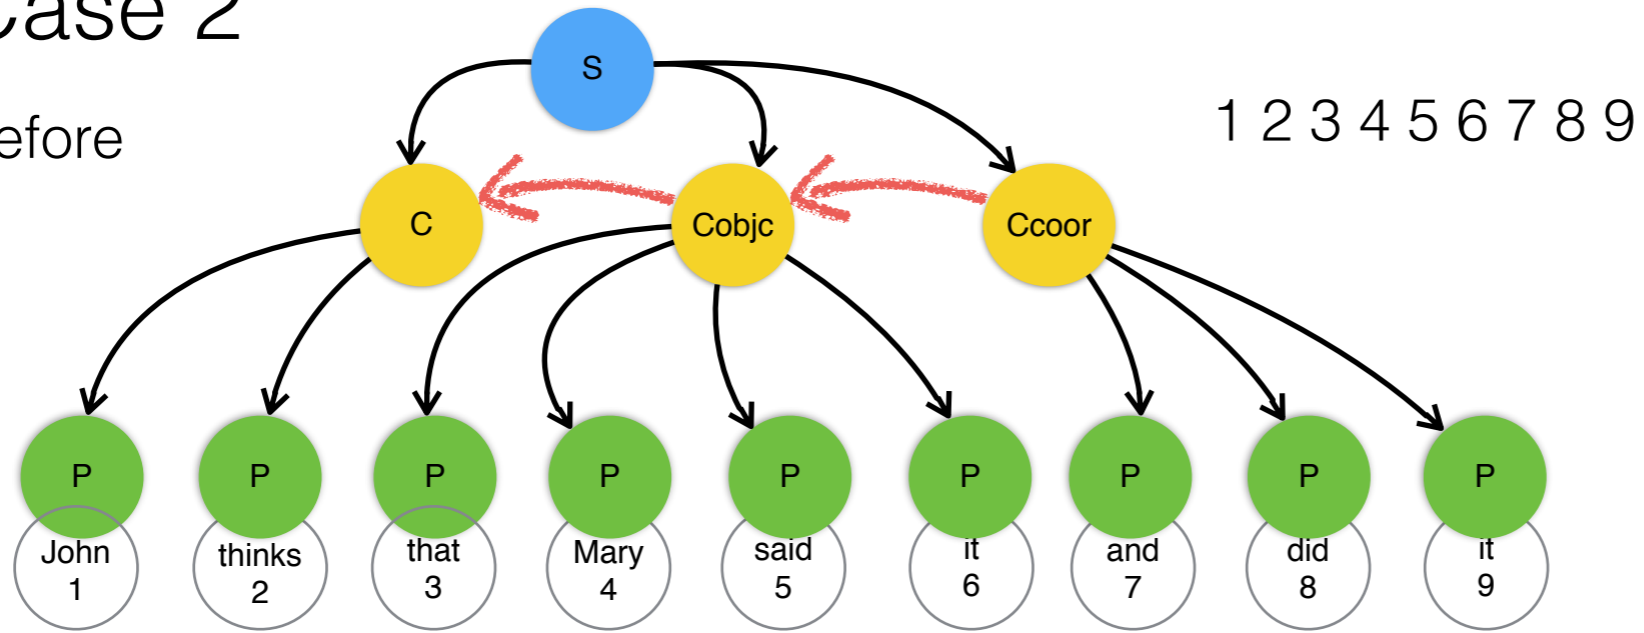 Case 2
efore
1 2 3 4 5 6 7 8 9
S
C Cobjc Ccoor
P P P P P P P P P
John thinks that Mary said it and did it
1 2 3 4 5 6 7 8 9